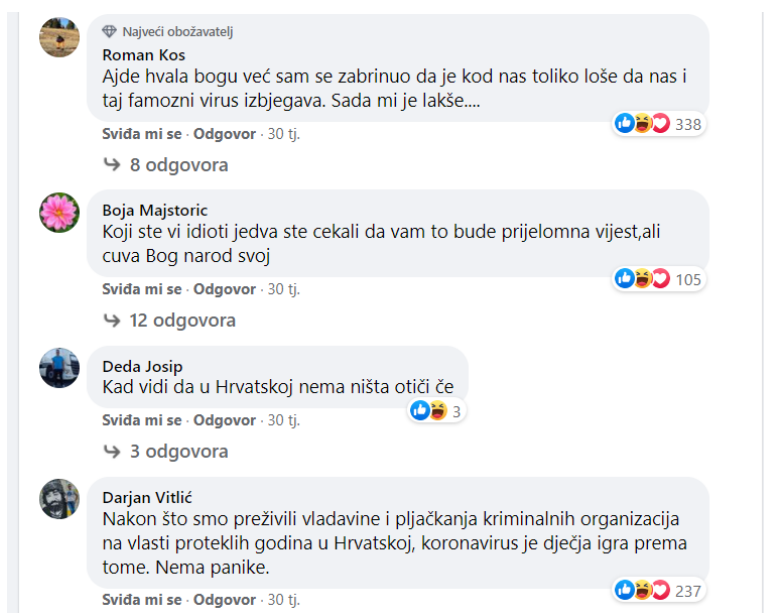 Najveći obožavatelj
Roman Kos
Ajde hvala bogu već sam se zabrinuo da je kod nas toliko loše da nas i
taj famozni virus izbjegava. Sada mi je lakše....
338
Sviđa mi se · Odgovor · 30 tj.
8 odgovora
Boja Majstoric
Koji ste vi idioti jedva ste cekali da vam to bude prijelomna vijest,ali
cuva Bog narod svoj
105
Sviđa mi se · Odgovor · 30 tj.
12 odgovora
Deda Josip
Kad vidi da u Hrvatskoj nema ništa otiči če
3
Sviđa mi se · Odgovor · 30 tj.
3 odgovora
Darjan Vitlić
Nakon što smo preživili vladavine i pljačkanja kriminalnih organizacija
na vlasti proteklih godina u Hrvatskoj, koronavirus je dječja igra prema
tome. Nema panike.
237
Sviđa mi se · Odgovor · 30 tj.